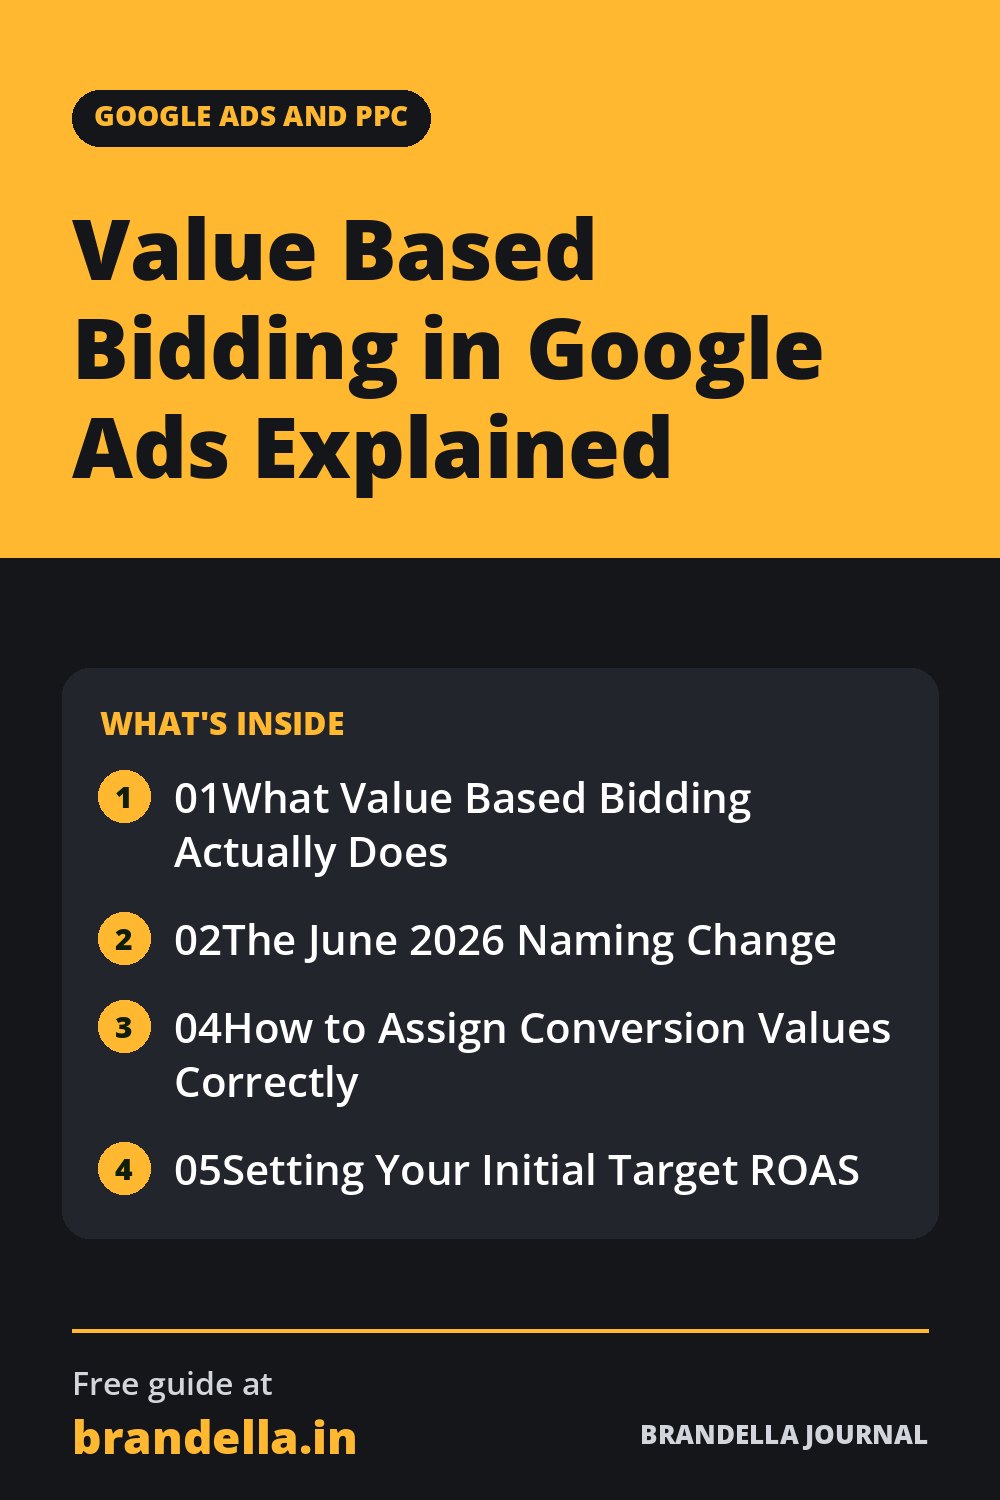 GOOGLE ADS AND PPC
Value Based
Bidding in Google
Ads Explained
WHAT'S INSIDE
1 01What Value Based Bidding
Actually Does
2 02The June 2026 Naming Change
3 04How to Assign Conversion Values
Correctly
4 05Setting Your Initial Target ROAS
Free guide at
brandella.in
BRANDELLA JOURNAL